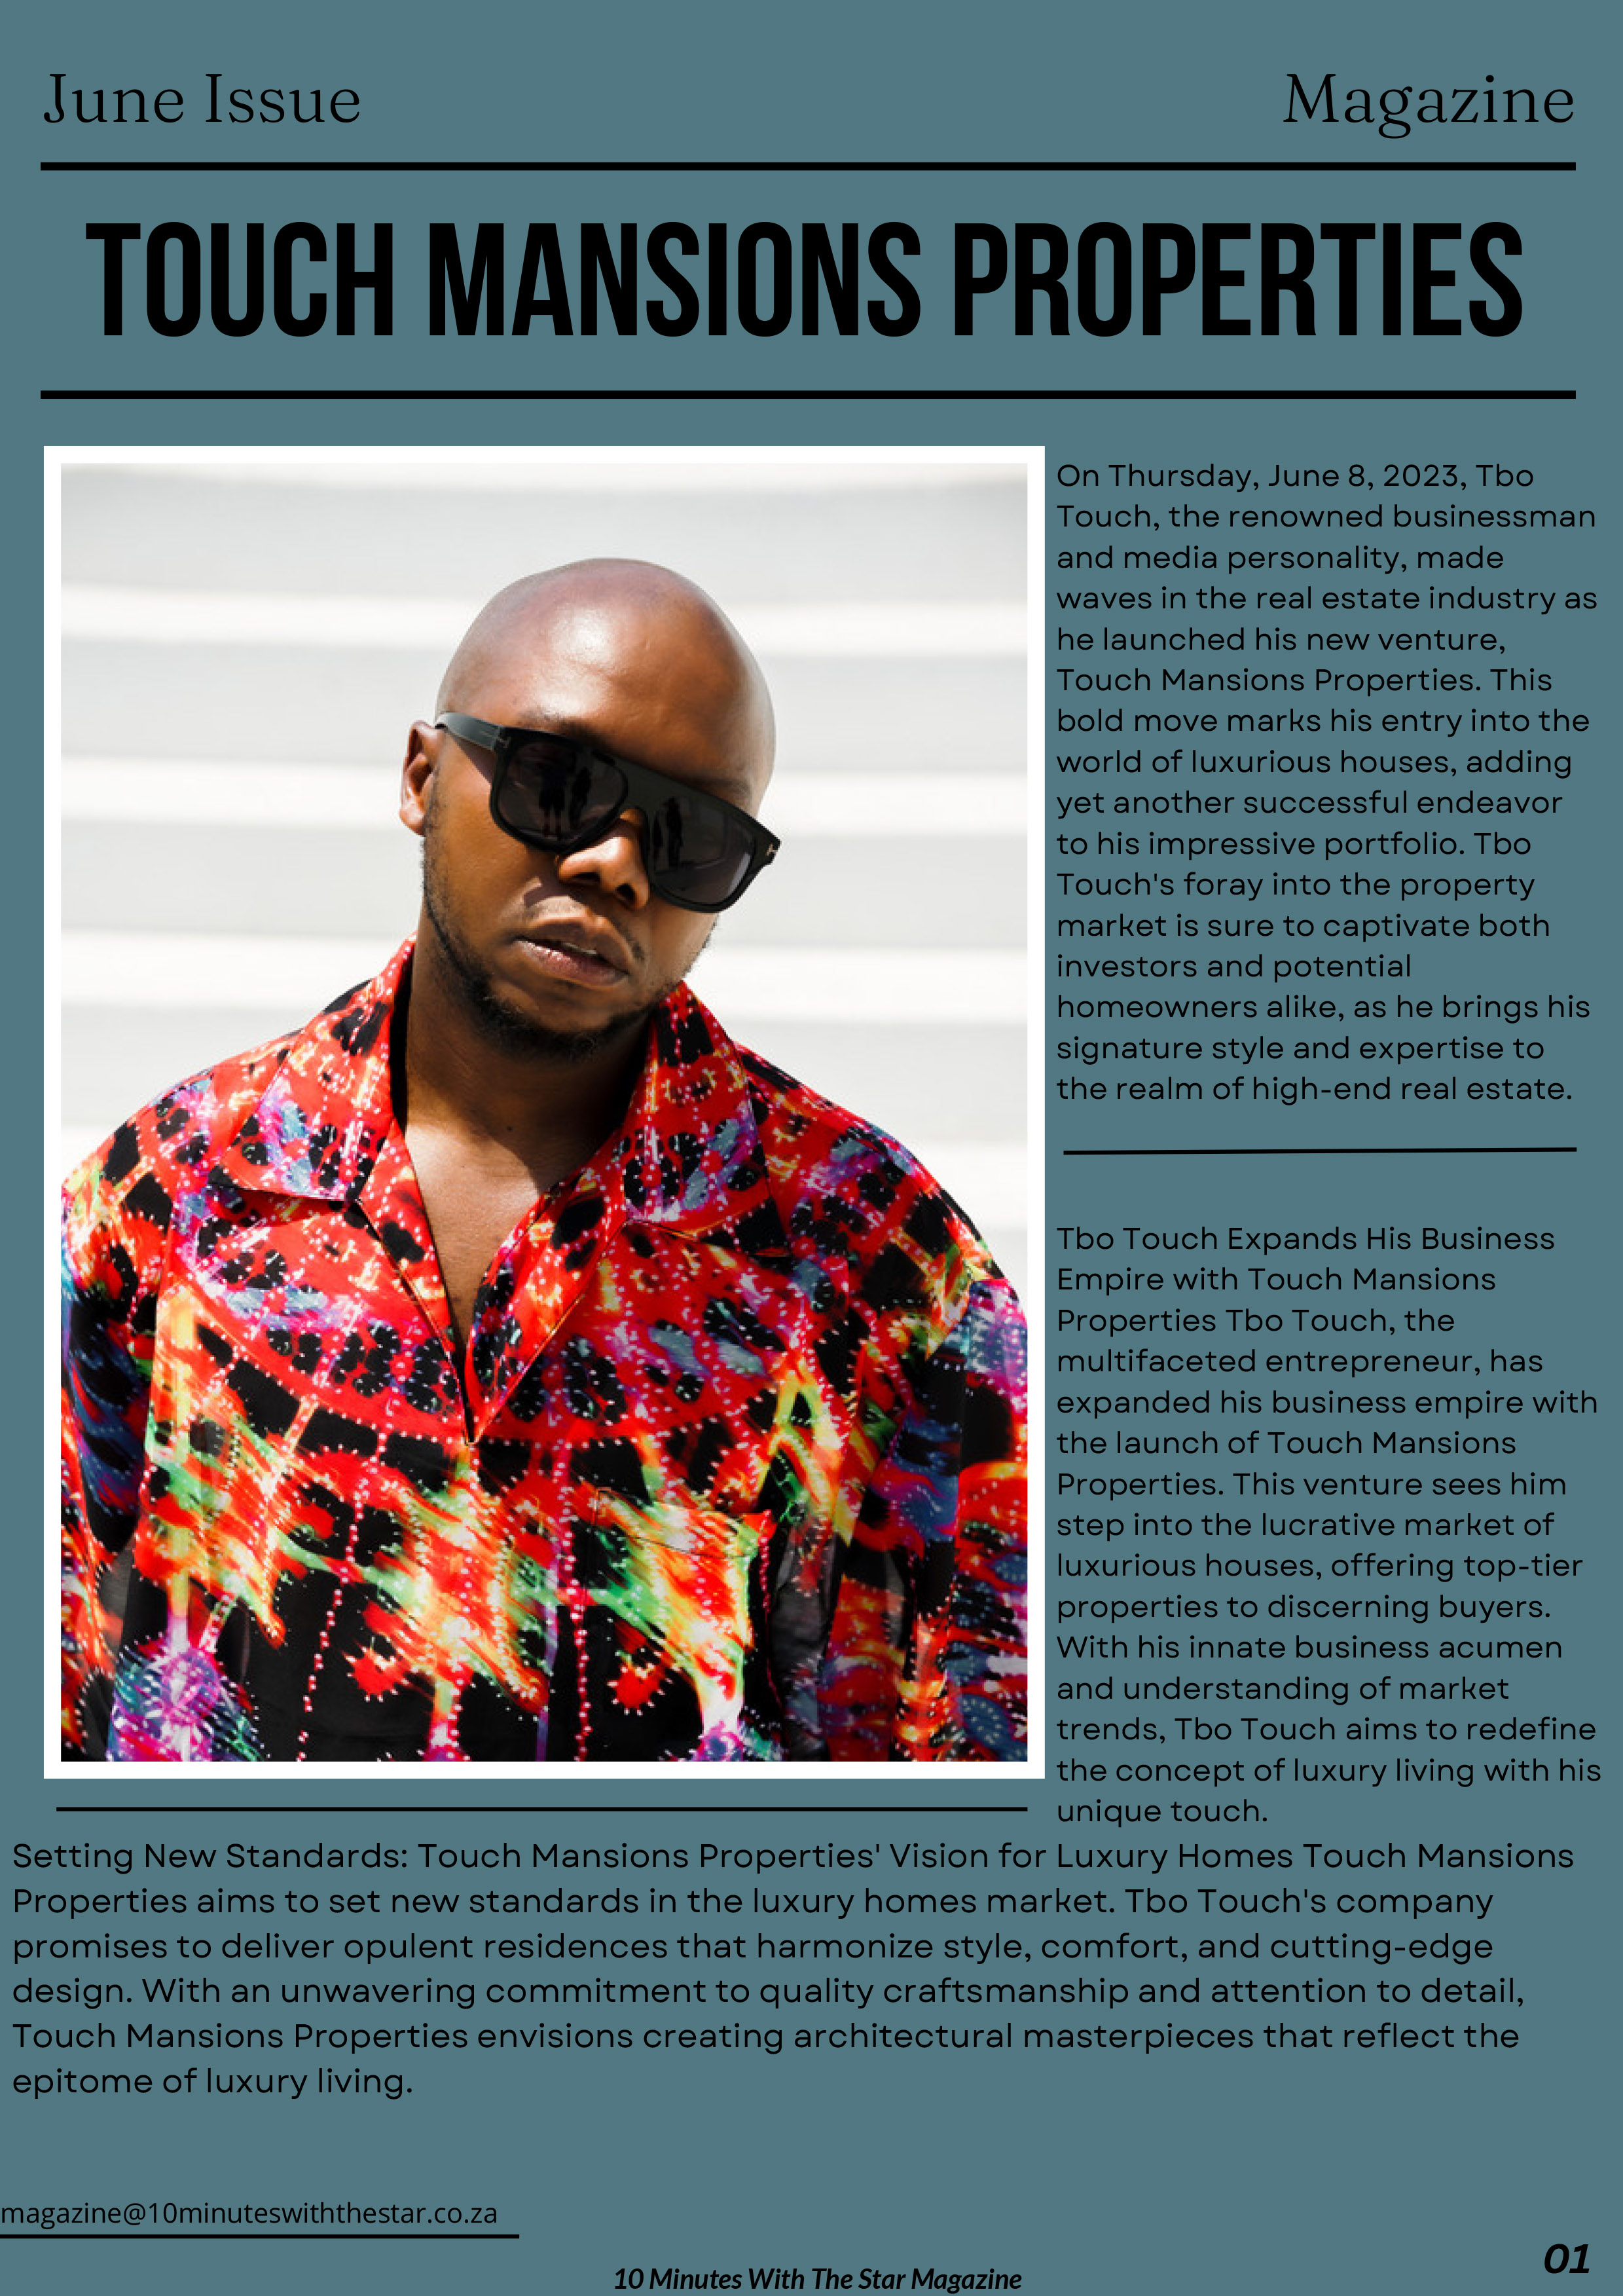 June Issue
Magazine
TOUCH MANSIONS PROPERTIES
On Thursday, June 8, 2023, Tbo
Touch, the renowned businessman
and media personality, made
waves in the real estate industry as
he launched his new venture,
Touch Mansions Properties. This
bold move marks his entry into the
world of luxurious houses, adding
yet another successful endeavor
to his impressive portfolio. Tbo
Touch's foray into the property
market is sure to captivate both
investors and potential
homeowners alike, as he brings his
signature style and expertise to
the realm of high-end real estate.
Tbo Touch Expands His Business
Empire with Touch Mansions
Properties Tbo Touch, the
multifaceted entrepreneur, has
expanded his business empire with
the launch of Touch Mansions
Properties. This venture sees him
step into the lucrative market of
luxurious houses, offering top-tier
properties to discerning buyers.
With his innate business acumen
and understanding of market
trends, Tbo Touch aims to redefine
the concept of luxury living with his
unique touch.
Setting New Standards: Touch Mansions Properties' Vision for Luxury Homes Touch Mansions
Properties aims to set new standards in the luxury homes market. Tbo Touch's company
promises to deliver opulent residences that harmonize style, comfort, and cutting-edge
design. With an unwavering commitment to quality craftsmanship and attention to detail,
Touch Mansions Properties envisions creating architectural masterpieces that reflect the
epitome of luxury living.
magazine@10minuteswiththestar.co.za
10 Minutes With The Star Magazine
01